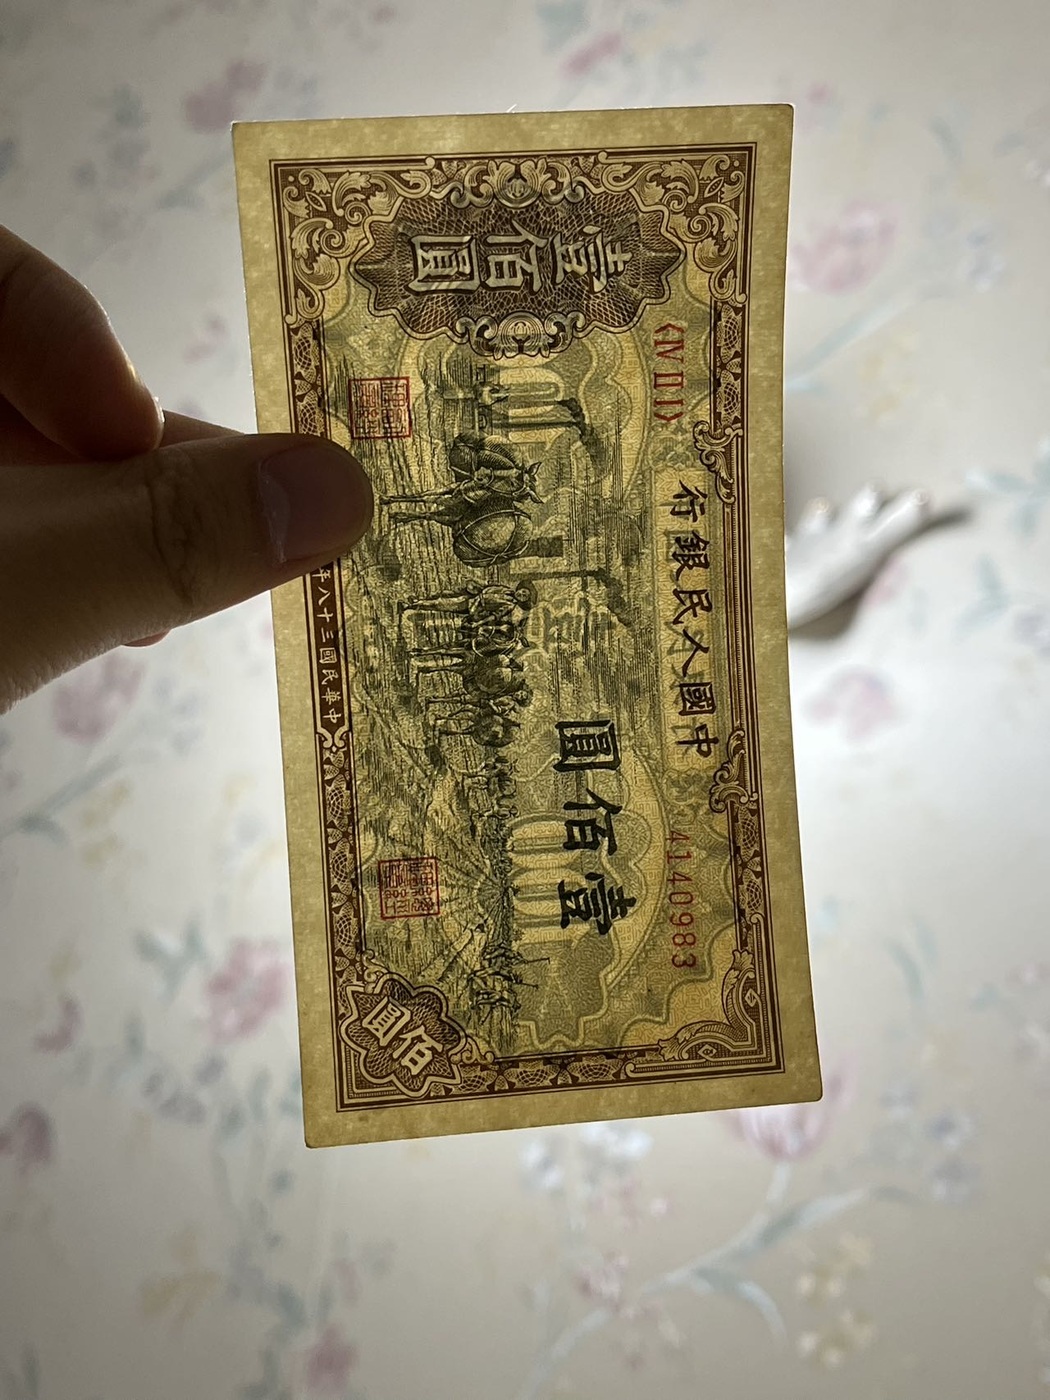 中國人民銀行
〈IV II I〉
4140983
壹佰圓
壹佰圓
佰圓
中華民國三十八年